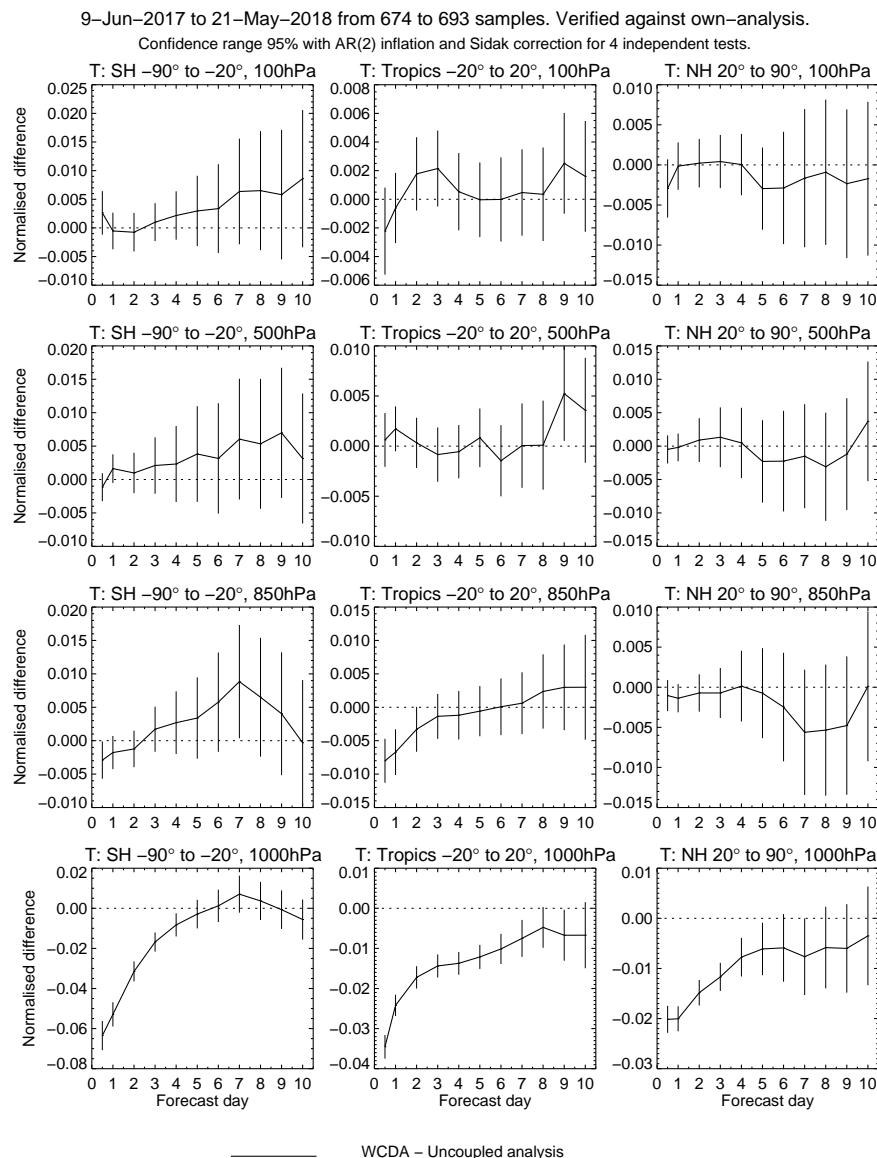 9−Jun−2017 to 21−May−2018 from 674 to 693 samples. Verified against own−analysis.
Confidence range 95% with AR(2) inflation and Sidak correction for 4 independent tests.
T: SH −90° to −20°, 100hPa
T: Tropics −20° to 20°, 100hPa
T: NH 20° to 90°, 100hPa
Normalised difference
0.025
0.020
0.015
0.010
0.005
0.000
−0.005
−0.010
0 1 2 3 4 5 6 7 8 9 10
0.008
0.006
0.004
0.002
0.000
−0.002
−0.004
−0.006
0 1 2 3 4 5 6 7 8 9 10
0.010
0.005
0.000
−0.005
−0.010
−0.015
0 1 2 3 4 5 6 7 8 9 10
T: SH −90° to −20°, 500hPa
T: Tropics −20° to 20°, 500hPa
T: NH 20° to 90°, 500hPa
Normalised difference
0.020
0.015
0.010
0.005
0.000
−0.005
−0.010
0 1 2 3 4 5 6 7 8 9 10
0.010
0.005
0.000
−0.005
−0.010
0 1 2 3 4 5 6 7 8 9 10
0.015
0.010
0.005
0.000
−0.005
−0.010
−0.015
0 1 2 3 4 5 6 7 8 9 10
T: SH −90° to −20°, 850hPa
T: Tropics −20° to 20°, 850hPa
T: NH 20° to 90°, 850hPa
Normalised difference
0.020
0.015
0.010
0.005
0.000
−0.005
−0.010
0 1 2 3 4 5 6 7 8 9 10
0.015
0.010
0.005
0.000
−0.005
−0.010
−0.015
0 1 2 3 4 5 6 7 8 9 10
0.010
0.005
0.000
−0.005
−0.010
−0.015
0 1 2 3 4 5 6 7 8 9 10
T: SH −90° to −20°, 1000hPa
T: Tropics −20° to 20°, 1000hPa
T: NH 20° to 90°, 1000hPa
Normalised difference
0.02
0.00
−0.02
−0.04
−0.06
−0.08
0 1 2 3 4 5 6 7 8 9 10
Forecast day
0.01
0.00
−0.01
−0.02
−0.03
−0.04
0 1 2 3 4 5 6 7 8 9 10
Forecast day
0.01
0.00
−0.01
−0.02
−0.03
0 1 2 3 4 5 6 7 8 9 10
Forecast day
WCDA − Uncoupled analysis